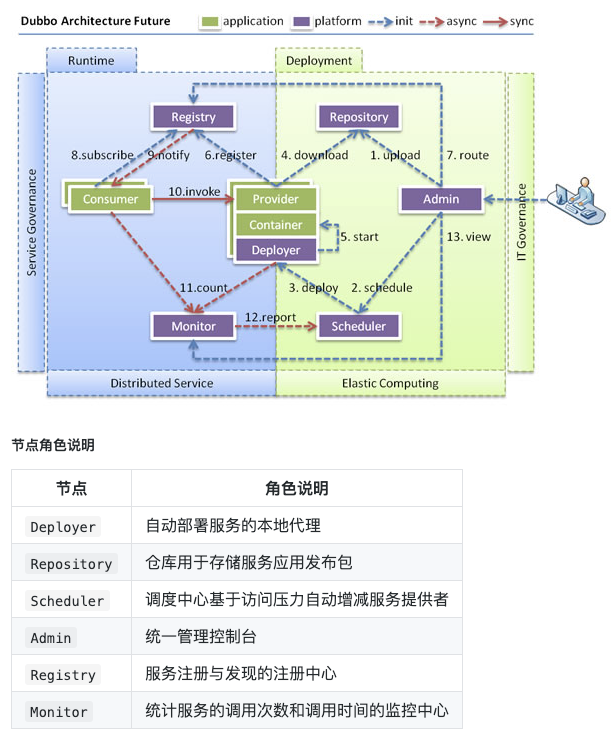 Dubbo Architecture Future
application platform init async sync
Runtime
Deployment
Registry
Repository
8.subscribe
9.notify
6.register
4. download
1. upload
7. route
Consumer
10.invoke
Provider
Container
Deployer
5. start
Admin
13. view
Service Governance
IT Governance
11.count
3. deploy
2. schedule
Monitor
12.report
Scheduler
Distributed Service
Elastic Computing
节点角色说明
节点 角色说明
Deployer 自动部署服务的本地代理
Repository 仓库用于存储服务应用发布包
Scheduler 调度中心基于访问压力自动增减服务提供者
Admin 统一管理控制台
Registry 服务注册与发现的注册中心
Monitor 统计服务的调用次数和调用时间的监控中心